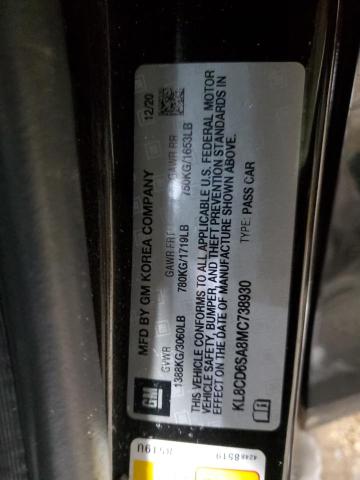 MFD BY GM KOREA COMPANY 12/20
GVWR GAWR FRT GAWR RR
1388KG/3060LB 780KG/1719LB 750KG/1653LB
THIS VEHICLE CONFORMS TO ALL APPLICABLE U.S. FEDERAL MOTOR
VEHICLE SAFETY, BUMPER, AND THEFT PREVENTION STANDARDS IN
EFFECT ON THE DATE OF MANUFACTURE SHOWN ABOVE.
KL8CD6SA8MC738930 TYPE: PASS CAR
GM
42488519